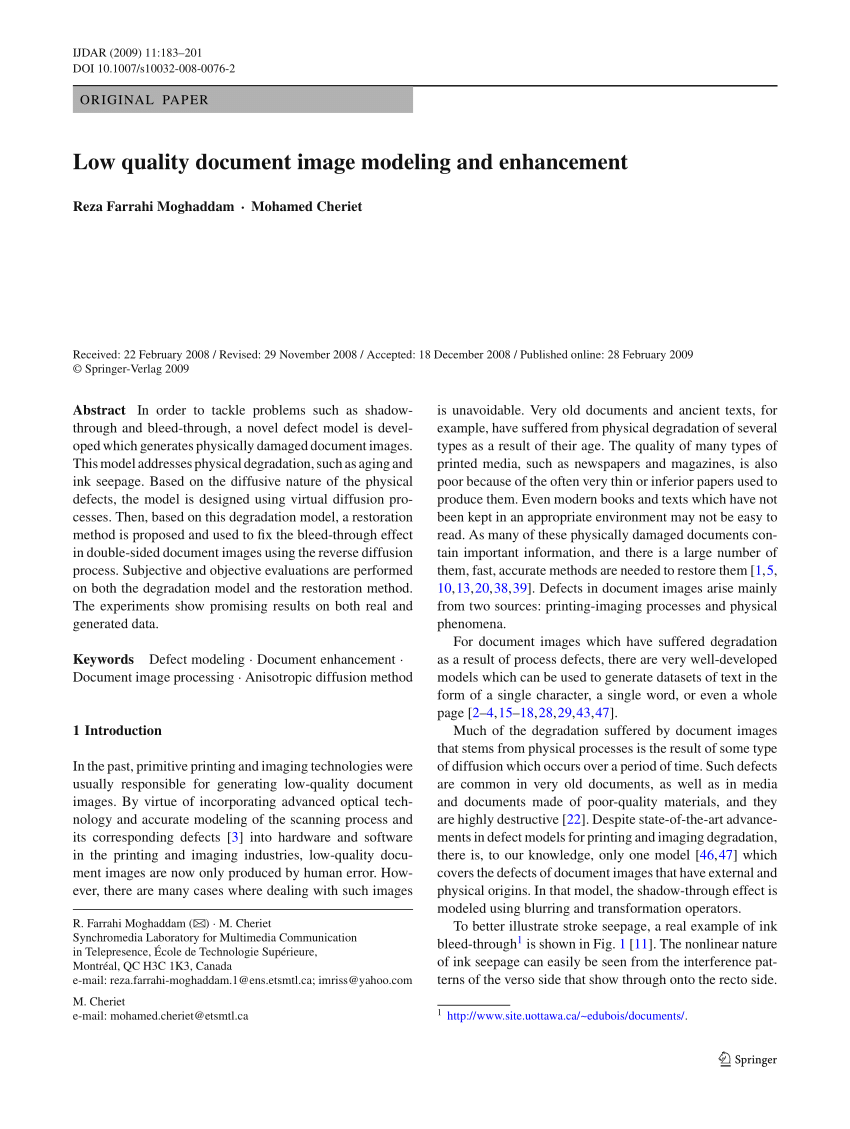 IJDAR (2009) 11:183–201
DOI 10.1007/s10032-008-0076-2
ORIGINAL PAPER
Low quality document image modeling and enhancement
Reza Farrahi Moghaddam · Mohamed Cheriet
Received: 22 February 2008 / Revised: 29 November 2008 / Accepted: 18 December 2008 / Published online: 28 February 2009
© Springer-Verlag 2009
Abstract In order to tackle problems such as shadow-
through and bleed-through, a novel defect model is devel-
oped which generates physically damaged document images.
This model addresses physical degradation, such as aging and
ink seepage. Based on the diffusive nature of the physical
defects, the model is designed using virtual diffusion pro-
cesses. Then, based on this degradation model, a restoration
method is proposed and used to fix the bleed-through effect
in double-sided document images using the reverse diffusion
process. Subjective and objective evaluations are performed
on both the degradation model and the restoration method.
The experiments show promising results on both real and
generated data.
Keywords Defect modeling · Document enhancement ·
Document image processing · Anisotropic diffusion method
1 Introduction
In the past, primitive printing and imaging technologies were
usually responsible for generating low-quality document
images. By virtue of incorporating advanced optical tech-
nology and accurate modeling of the scanning process and
its corresponding defects [3] into hardware and software
in the printing and imaging industries, low-quality docu-
ment images are now only produced by human error. How-
ever, there are many cases where dealing with such images
R. Farrahi Moghaddam (✉) · M. Cheriet
Synchromedia Laboratory for Multimedia Communication
in Telepresence, École de Technologie Supérieure,
Montréal, QC H3C 1K3, Canada
e-mail: reza.farrahi-moghaddam.1@ens.etsmtl.ca; imriss@yahoo.com
M. Cheriet
e-mail: mohamed.cheriet@etsmtl.ca
is unavoidable. Very old documents and ancient texts, for
example, have suffered from physical degradation of several
types as a result of their age. The quality of many types of
printed media, such as newspapers and magazines, is also
poor because of the often very thin or inferior papers used to
produce them. Even modern books and texts which have not
been kept in an appropriate environment may not be easy to
read. As many of these physically damaged documents con-
tain important information, and there is a large number of
them, fast, accurate methods are needed to restore them [1,5,
10,13,20,38,39]. Defects in document images arise mainly
from two sources: printing-imaging processes and physical
phenomena.
For document images which have suffered degradation
as a result of process defects, there are very well-developed
models which can be used to generate datasets of text in the
form of a single character, a single word, or even a whole
page [2–4,15–18,28,29,43,47].
Much of the degradation suffered by document images
that stems from physical processes is the result of some type
of diffusion which occurs over a period of time. Such defects
are common in very old documents, as well as in media
and documents made of poor-quality materials, and they
are highly destructive [22]. Despite state-of-the-art advance-
ments in defect models for printing and imaging degradation,
there is, to our knowledge, only one model [46,47] which
covers the defects of document images that have external and
physical origins. In that model, the shadow-through effect is
modeled using blurring and transformation operators.
To better illustrate stroke seepage, a real example of ink
bleed-through1 is shown in Fig. 1 [11]. The nonlinear nature
of ink seepage can easily be seen from the interference pat-
terns of the verso side that show through onto the recto side.
1 http://www.site.uottawa.ca/~edubois/documents/.
Springer